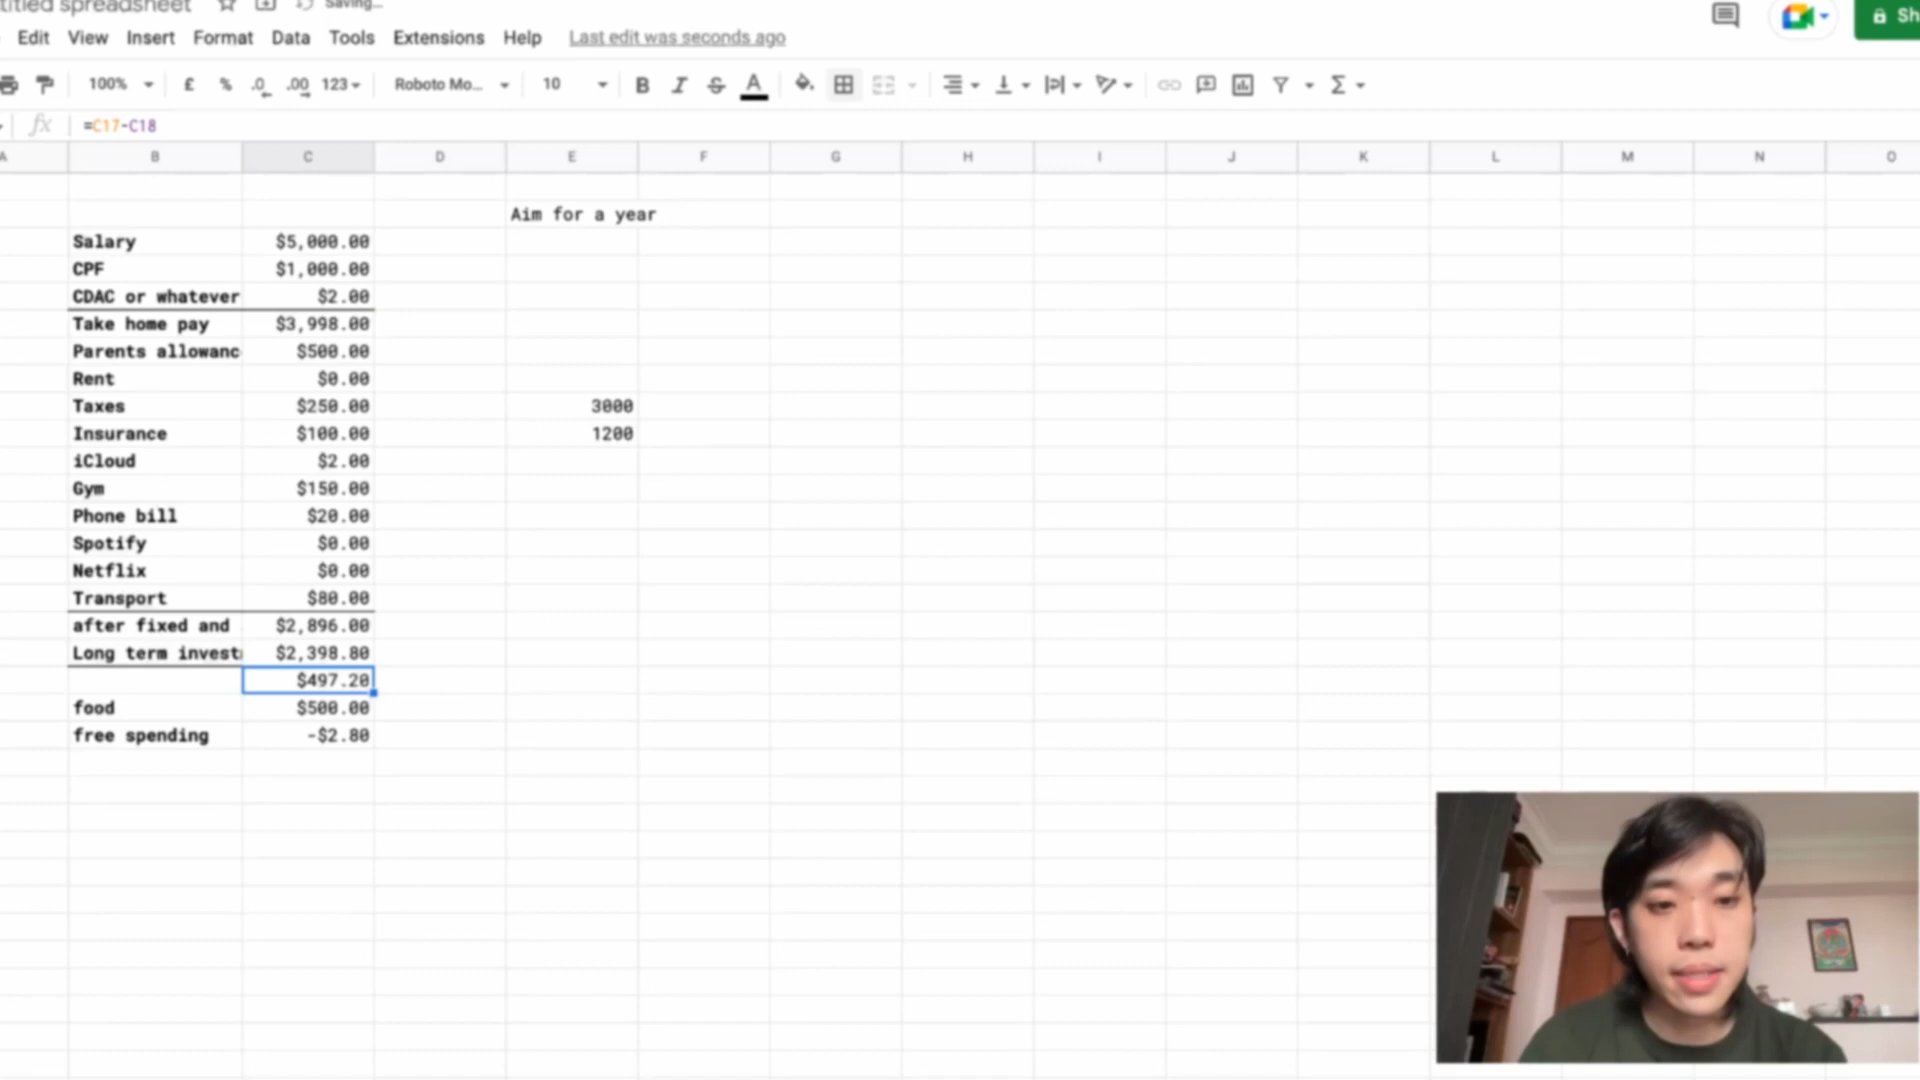 titled spreadsheet Saving...
Edit View Insert Format Data Tools Extensions Help Last edit was seconds ago
100% £ % .0 .00 123 Roboto Mo... 10 B I S A Σ
fx =C17-C18
A B C D E F G H I J K L M N O
Aim for a year
Salary $5,000.00
CPF $1,000.00
CDAC or whatever $2.00
Take home pay $3,998.00
Parents allowanc $500.00
Rent $0.00
Taxes $250.00 3000
Insurance $100.00 1200
iCloud $2.00
Gym $150.00
Phone bill $20.00
Spotify $0.00
Netflix $0.00
Transport $80.00
after fixed and $2,896.00
Long term invest $2,398.80
$497.20
food $500.00
free spending -$2.80